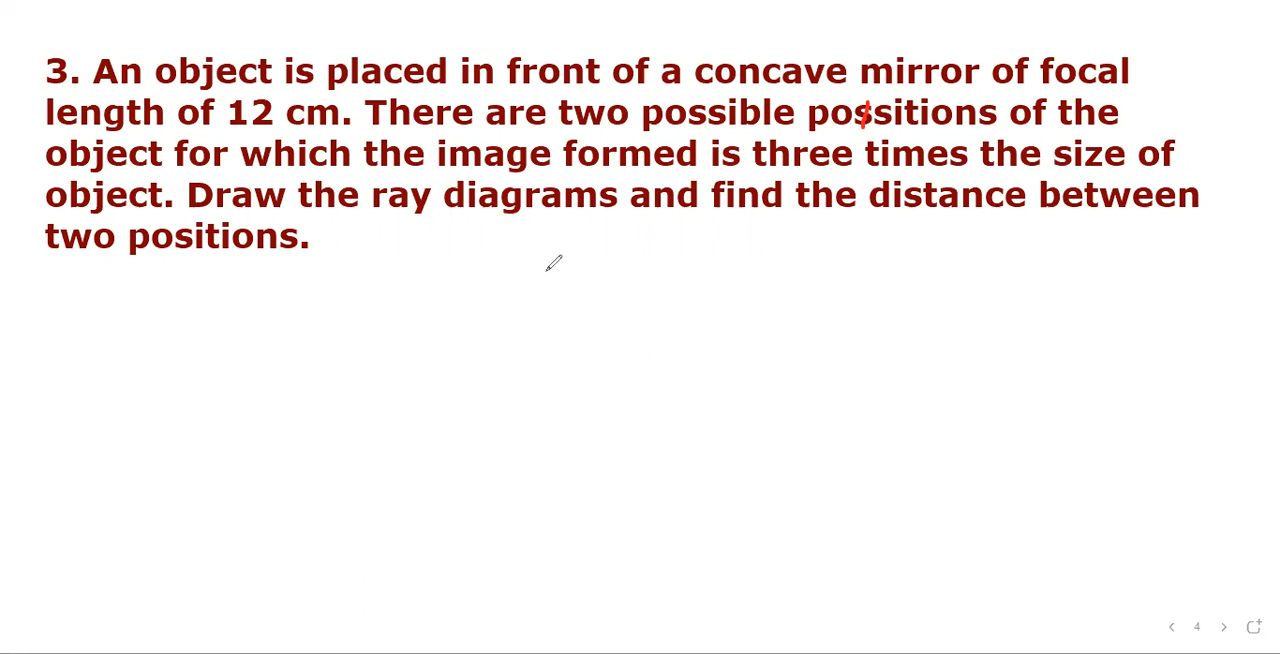 3. An object is placed in front of a concave mirror of focal
length of 12 cm. There are two possible possitions of the
object for which the image formed is three times the size of
object. Draw the ray diagrams and find the distance between
two positions.
4